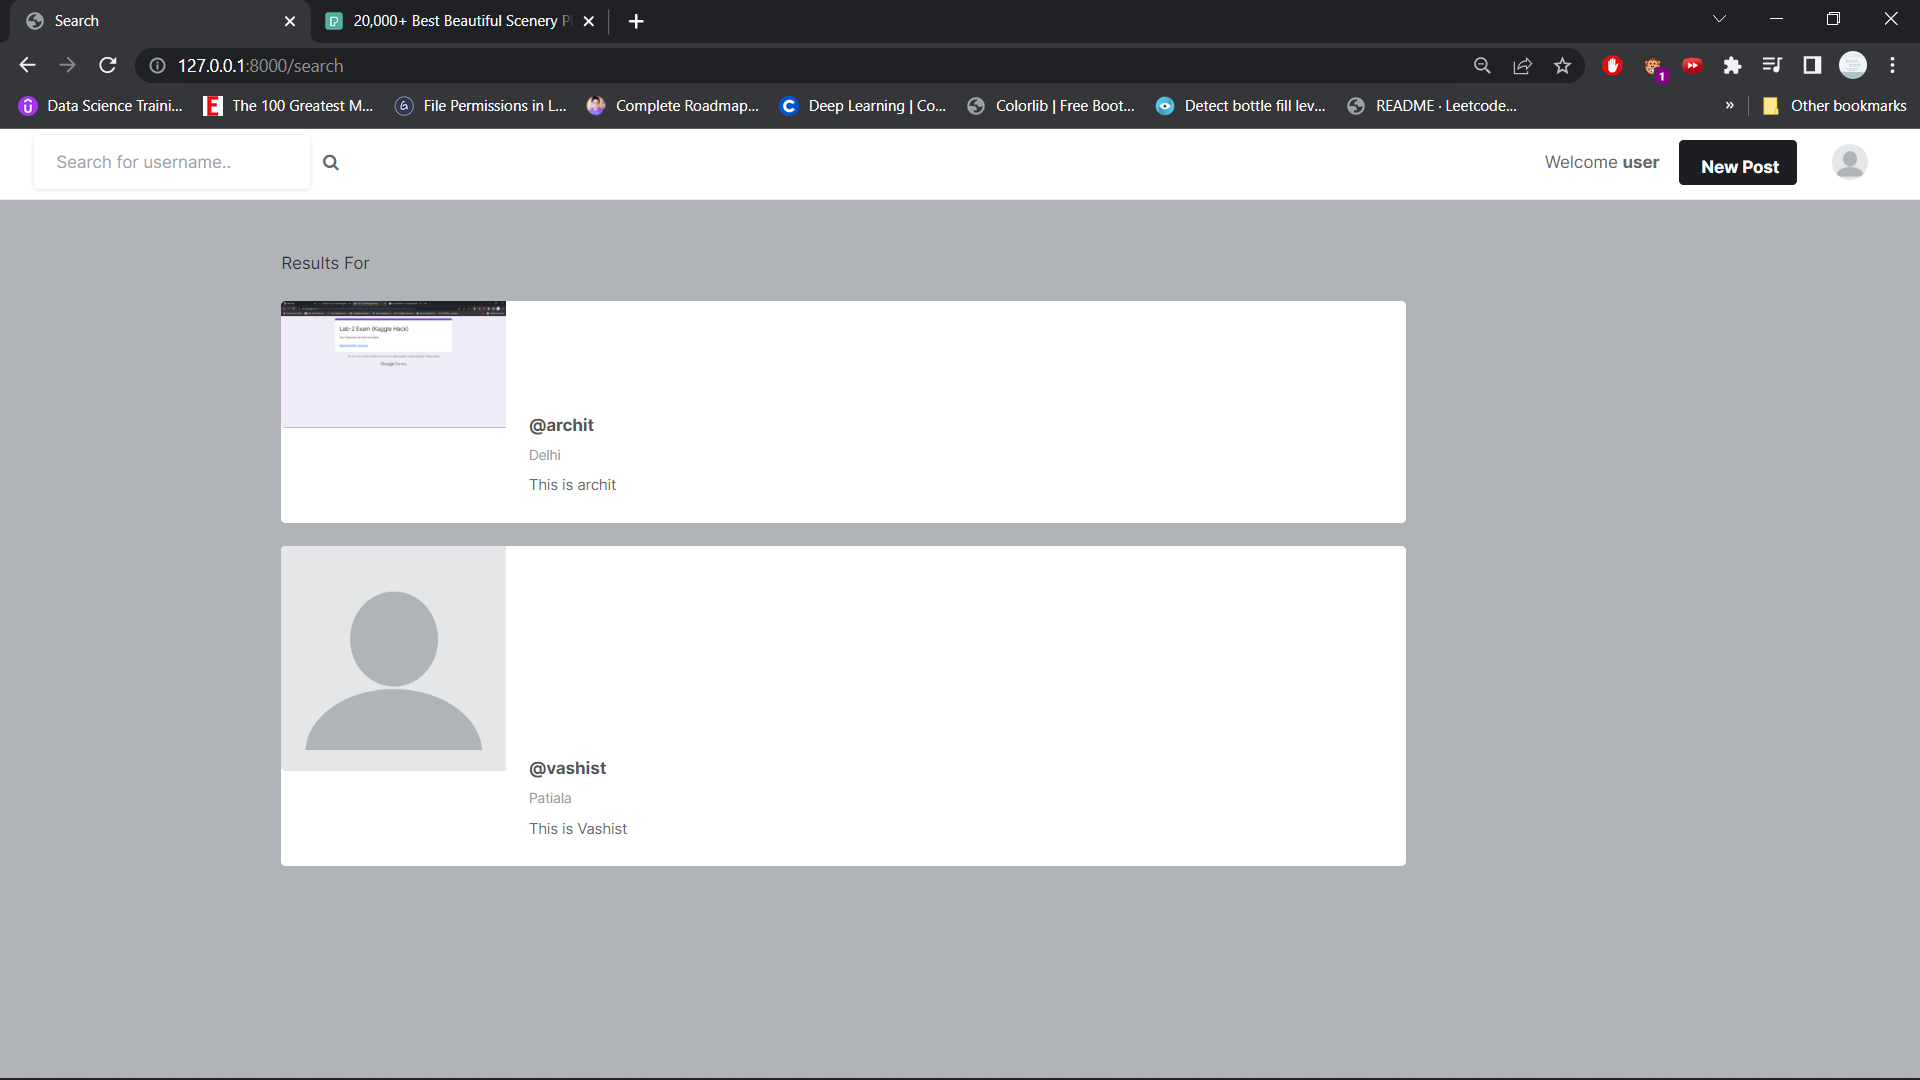 Search
20,000+ Best Beautiful Scenery P
127.0.0.1:8000/search
1
Data Science Traini...
The 100 Greatest M...
File Permissions in L...
Complete Roadmap...
Deep Learning | Co...
Colorlib | Free Boot...
Detect bottle fill lev...
README · Leetcode...
»
Other bookmarks
Search for username..
Welcome user
New Post
Results For
Lab-2 Exam (Kaggle Hack)
Google Forms
@archit
Delhi
This is archit
@vashist
Patiala
This is Vashist